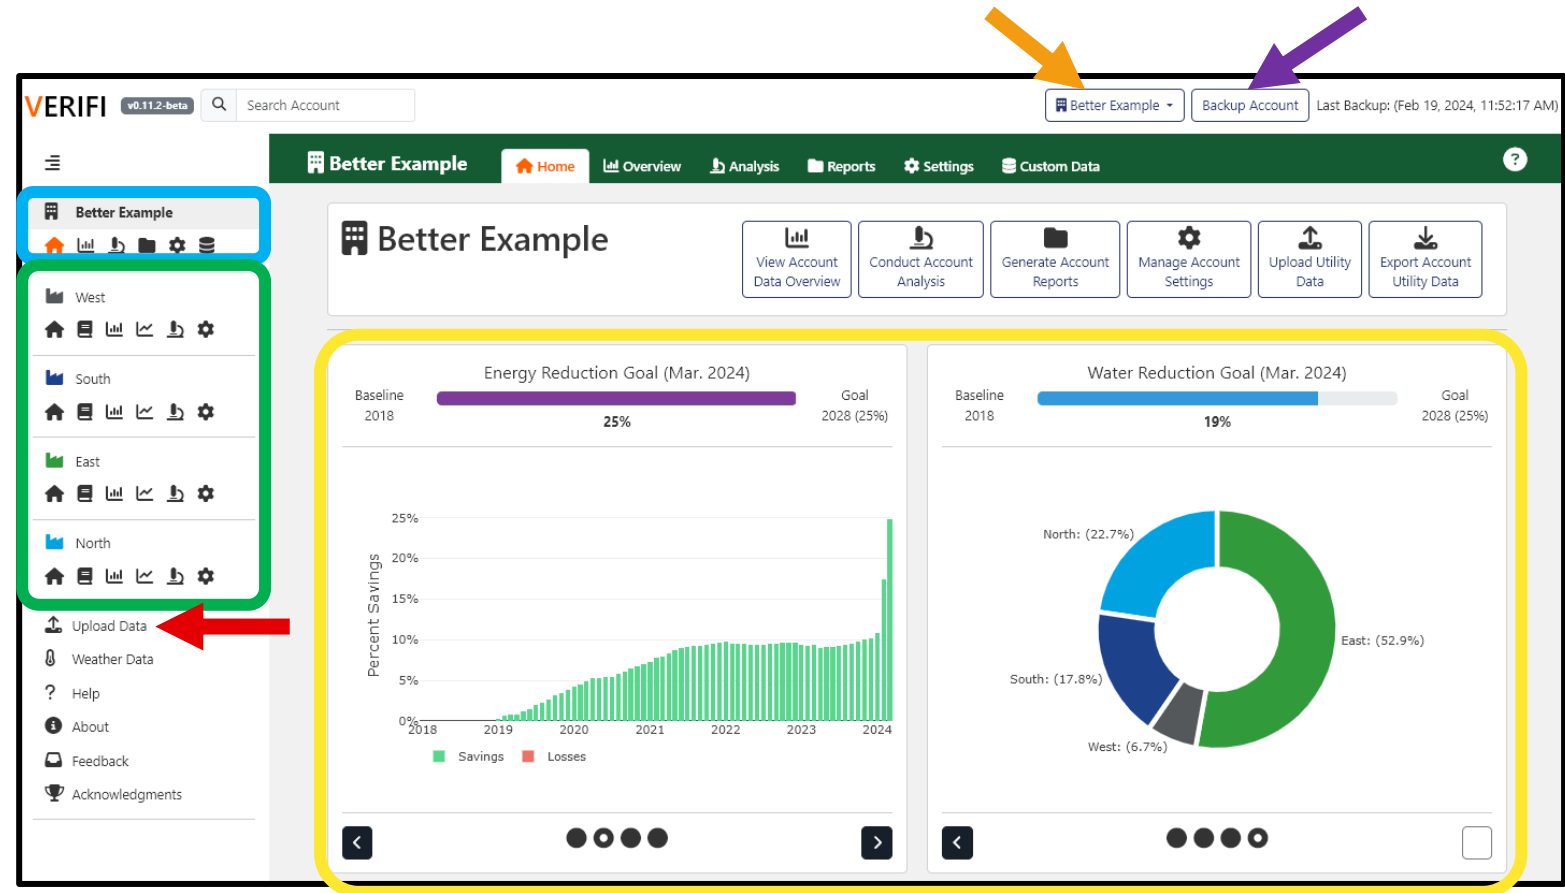 VERIFI v0.11.2-beta Search Account Better Example Backup Account Last Backup: (Feb 19, 2024, 11:52:17 AM)
Better Example Home Overview Analysis Reports Settings Custom Data ?
Better Example
West
South
East
North
Upload Data
Weather Data
? Help
About
Feedback
Acknowledgments
Better Example
View Account
Data Overview
Conduct Account
Analysis
Generate Account
Reports
Manage Account
Settings
Upload Utility
Data
Export Account
Utility Data
Energy Reduction Goal (Mar. 2024)
Baseline
2018
25%
Goal
2028 (25%)
Percent Savings
25%
20%
15%
10%
5%
0%
2018 2019 2020 2021 2022 2023 2024
Savings Losses
Water Reduction Goal (Mar. 2024)
Baseline
2018
19%
Goal
2028 (25%)
North: (22.7%)
East: (52.9%)
South: (17.8%)
West: (6.7%)